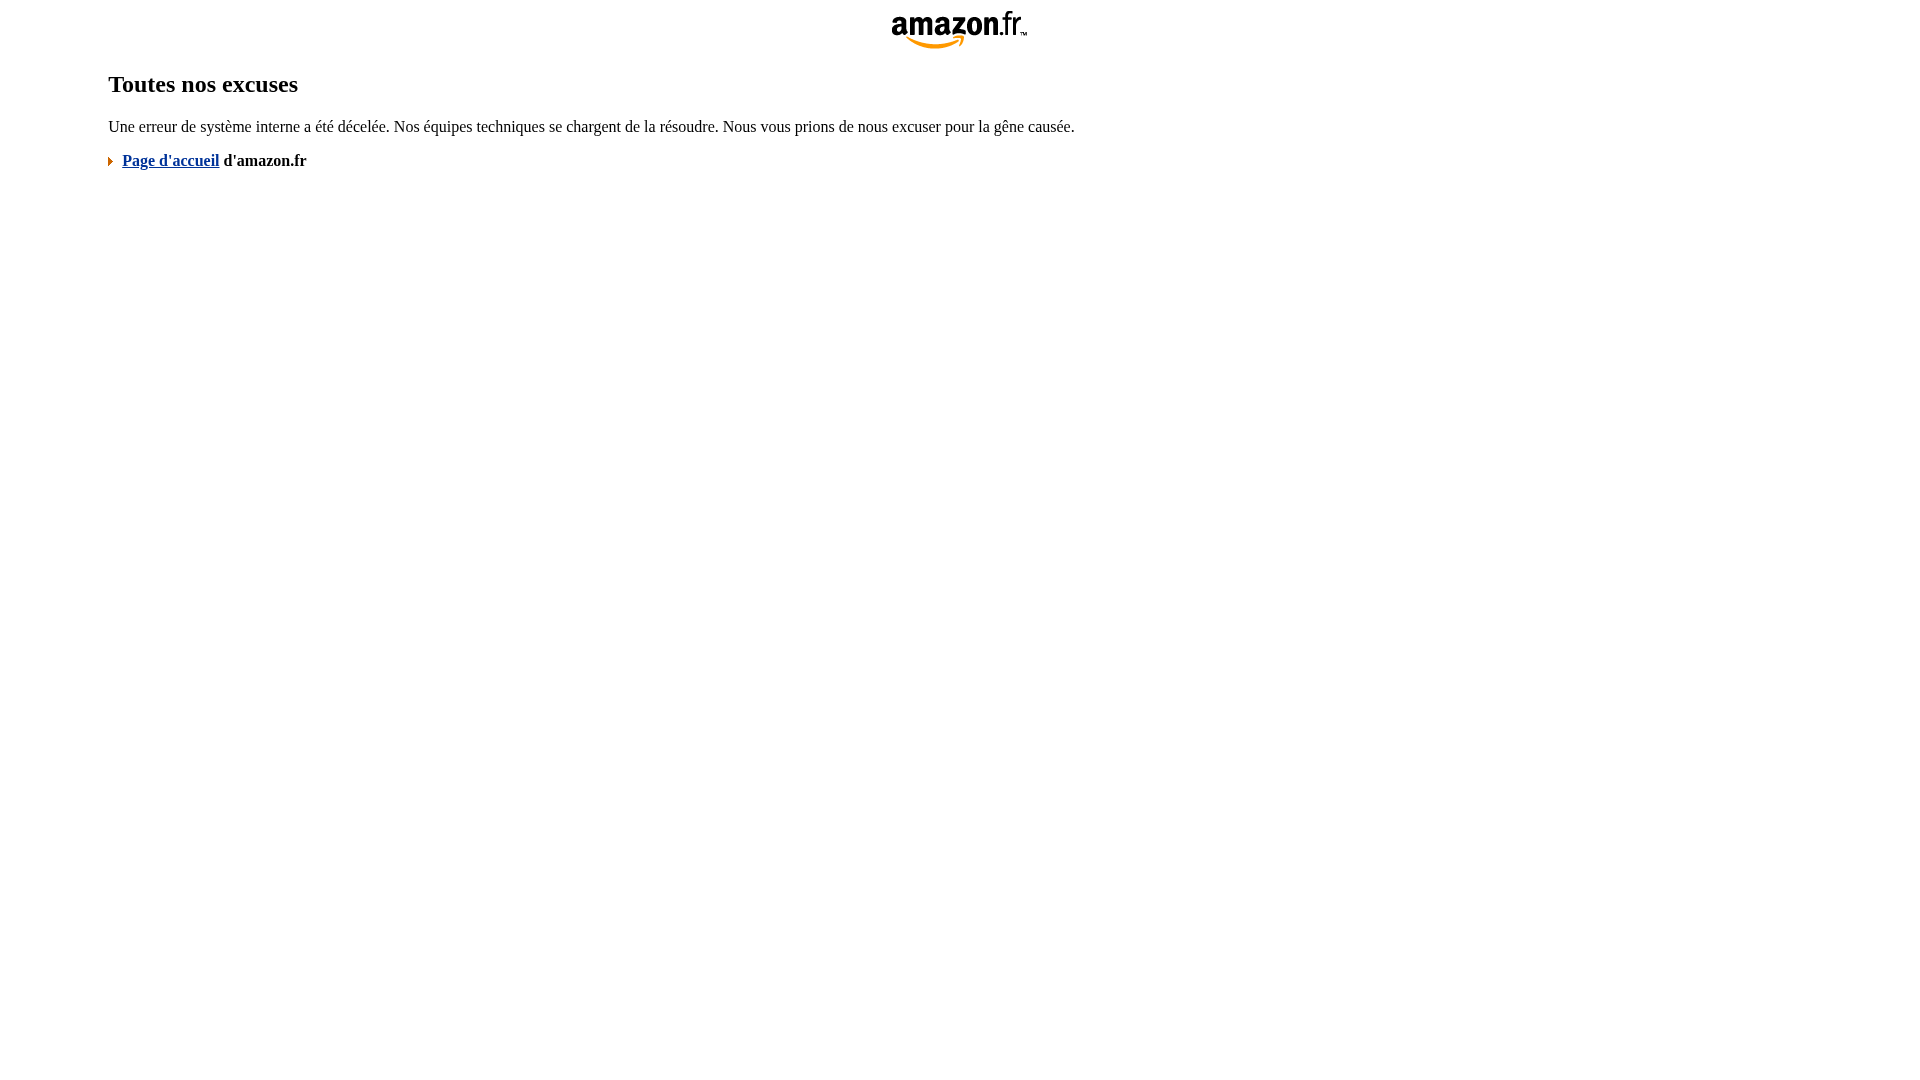 amazon.fr™
Toutes nos excuses
Une erreur de système interne a été décelée. Nos équipes techniques se chargent de la résoudre. Nous vous prions de nous excuser pour la gêne causée.
Page d'accueil d'amazon.fr